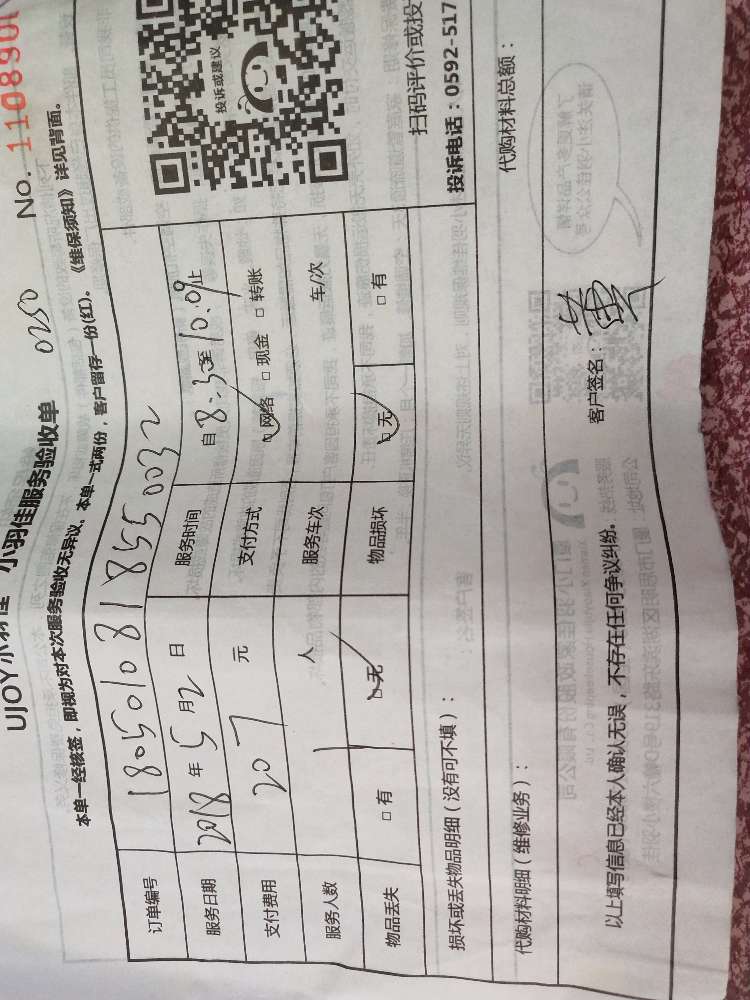 UJOY小羽佳 小羽佳服务验收单 0250 No. 1108900
本单一经核签，即视为对本次服务验收无异议。本单一式两份，客户留存一份(红)。《维保须知》详见背面。
订单编号 1805010818550032
服务日期 2018 年 5 月 2 日 服务时间 自 8.3 至 10.09 止
支付费用 207 元 支付方式 □ 网络 □ 现金 □ 转账
服务人数 1 人 服务车次 车/次
物品丢失 □ 有 □ 无 物品损坏 □ 无 □ 有
投诉或建议
扫码评价或投
投诉电话：0592-517
损坏或丢失物品明细（没有可不填）：
代购材料明细（维修业务）： 代购材料总额：
以上填写信息已经本人确认无误，不存在任何争议纠纷。 客户签名：黄